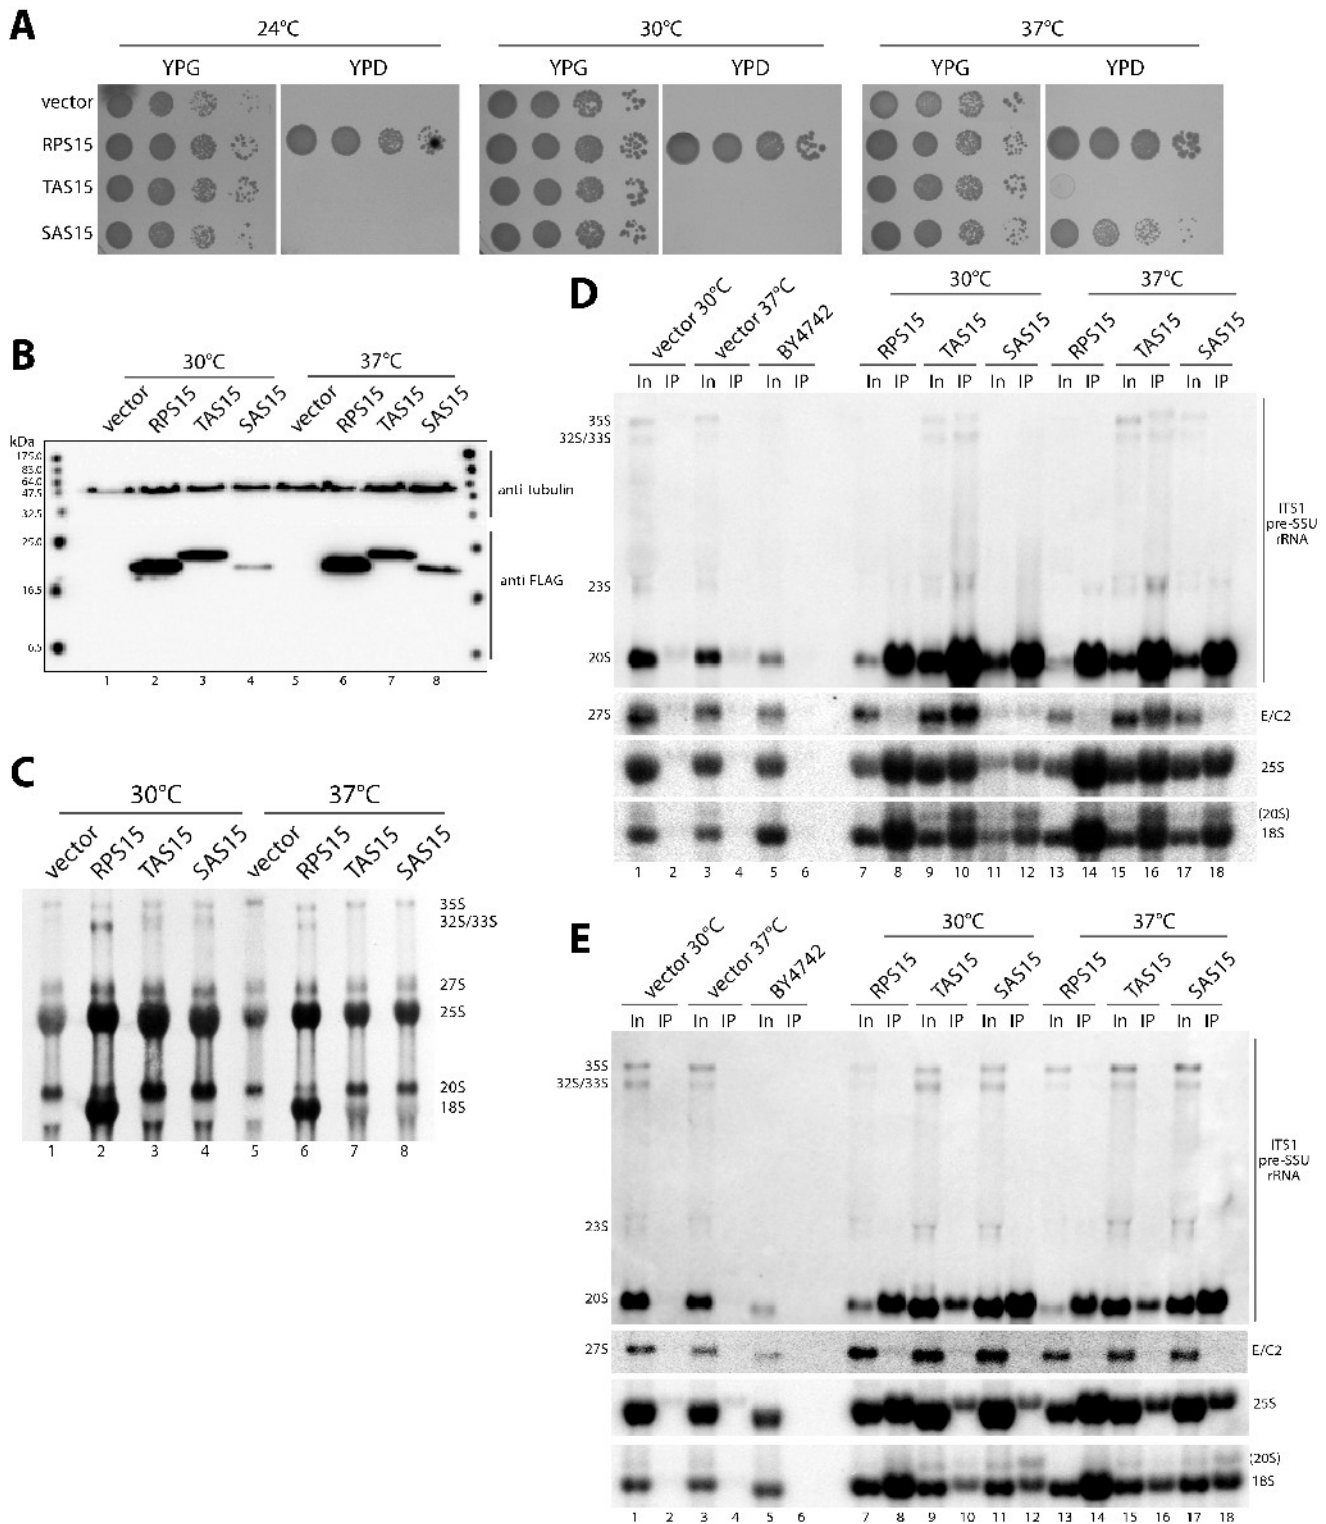 A
24°C 30°C 37°C
YPG YPD YPG YPD YPG YPD
vector
RPS15
TAS15
SAS15
B
30°C 37°C
vector RPS15 TAS15 SAS15 vector RPS15 TAS15 SAS15
kDa
175.0
83.0
64.0
47.5
32.5
25.0
16.5
6.5
anti tubulin
anti FLAG
1 2 3 4 5 6 7 8
C
30°C 37°C
vector RPS15 TAS15 SAS15 vector RPS15 TAS15 SAS15
35S
32S/33S
27S
25S
20S
18S
1 2 3 4 5 6 7 8
D
30°C 37°C
vector 30°C vector 37°C BY4742 RPS15 TAS15 SAS15 RPS15 TAS15 SAS15
In IP In IP In IP In IP In IP In IP In IP In IP In IP
35S
32S/33S
23S
20S
ITS1
pre-SSU
rRNA
27S E/C2
25S
(20S)
18S
1 2 3 4 5 6 7 8 9 10 11 12 13 14 15 16 17 18
E
30°C 37°C
vector 30°C vector 37°C BY4742 RPS15 TAS15 SAS15 RPS15 TAS15 SAS15
In IP In IP In IP In IP In IP In IP In IP In IP In IP
35S
32S/33S
23S
20S
ITS1
pre-SSU
rRNA
27S E/C2
25S
(20S)
18S
1 2 3 4 5 6 7 8 9 10 11 12 13 14 15 16 17 18